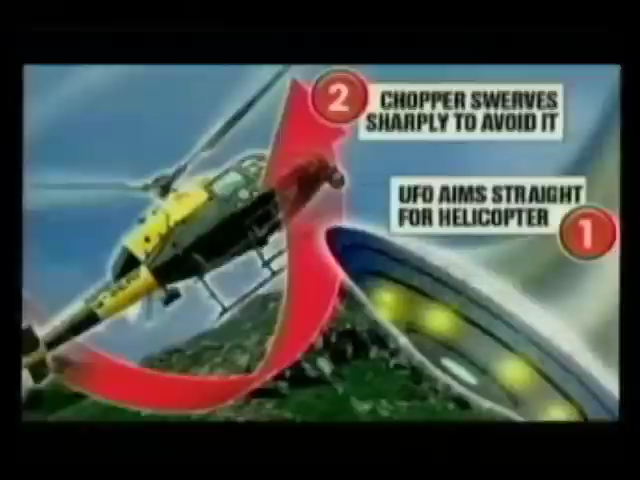 2
CHOPPER SWERVES
SHARPLY TO AVOID IT
UFO AIMS STRAIGHT
FOR HELICOPTER
1